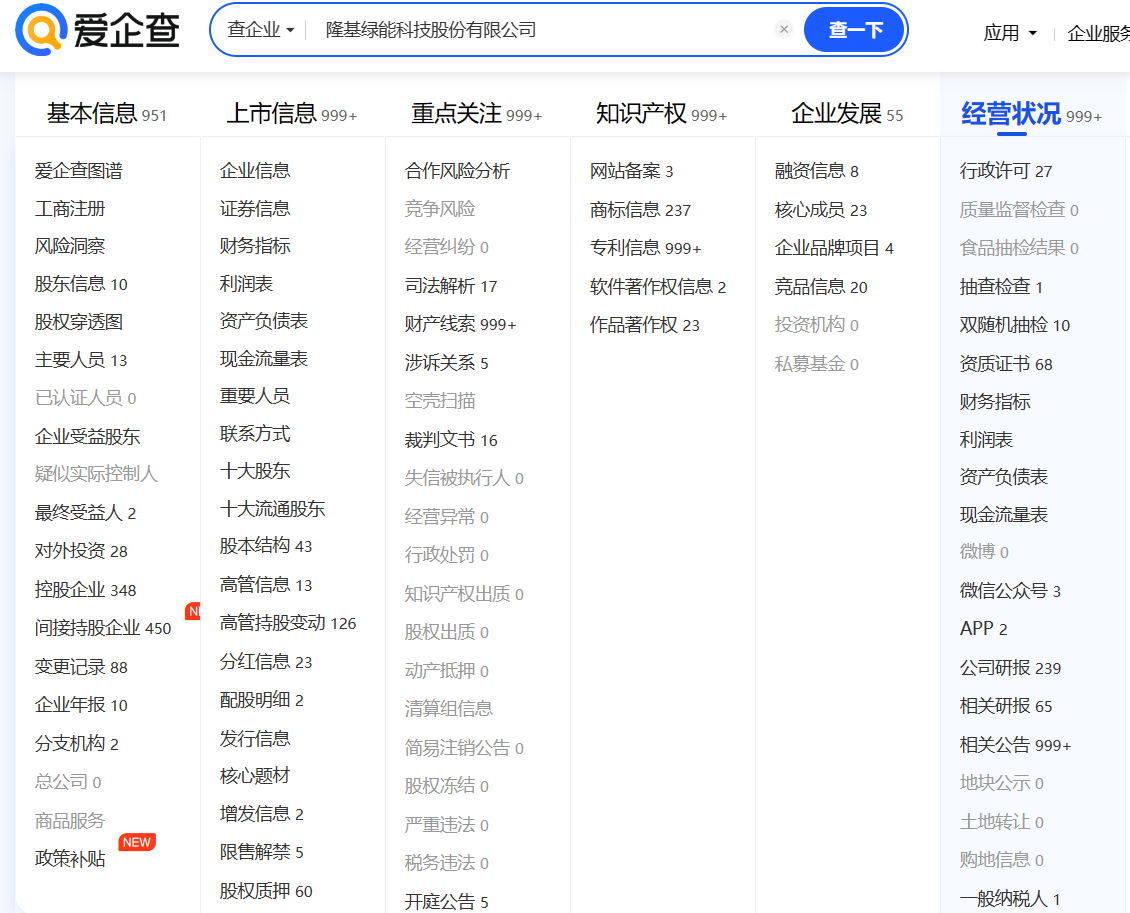 爱企查
查企业
隆基绿能科技股份有限公司
×
查一下
应用
企业服务
基本信息 951
上市信息 999+
重点关注 999+
知识产权 999+
企业发展 55
经营状况 999+
爱企查图谱
工商注册
风险洞察
股东信息 10
股权穿透图
主要人员 13
已认证人员 0
企业受益股东
疑似实际控制人
最终受益人 2
对外投资 28
控股企业 348
间接持股企业 450
变更记录 88
企业年报 10
分支机构 2
总公司 0
商品服务
NEW
政策补贴
企业信息
证券信息
财务指标
利润表
资产负债表
现金流量表
重要人员
联系方式
十大股东
十大流通股东
股本结构 43
高管信息 13
高管持股变动 126
分红信息 23
配股明细 2
发行信息
核心题材
增发信息 2
限售解禁 5
股权质押 60
合作风险分析
竞争风险
经营纠纷 0
司法解析 17
财产线索 999+
涉诉关系 5
空壳扫描
裁判文书 16
失信被执行人 0
经营异常 0
行政处罚 0
知识产权出质 0
股权出质 0
动产抵押 0
清算组信息
简易注销公告 0
股权冻结 0
严重违法 0
税务违法 0
开庭公告 5
网站备案 3
商标信息 237
专利信息 999+
软件著作权信息 2
作品著作权 23
融资信息 8
核心成员 23
企业品牌项目 4
竞品信息 20
投资机构 0
私募基金 0
行政许可 27
质量监督检查 0
食品抽检结果 0
抽查检查 1
双随机抽检 10
资质证书 68
财务指标
利润表
资产负债表
现金流量表
微博 0
微信公众号 3
APP 2
公司研报 239
相关研报 65
相关公告 999+
地块公示 0
土地转让 0
购地信息 0
一般纳税人 1